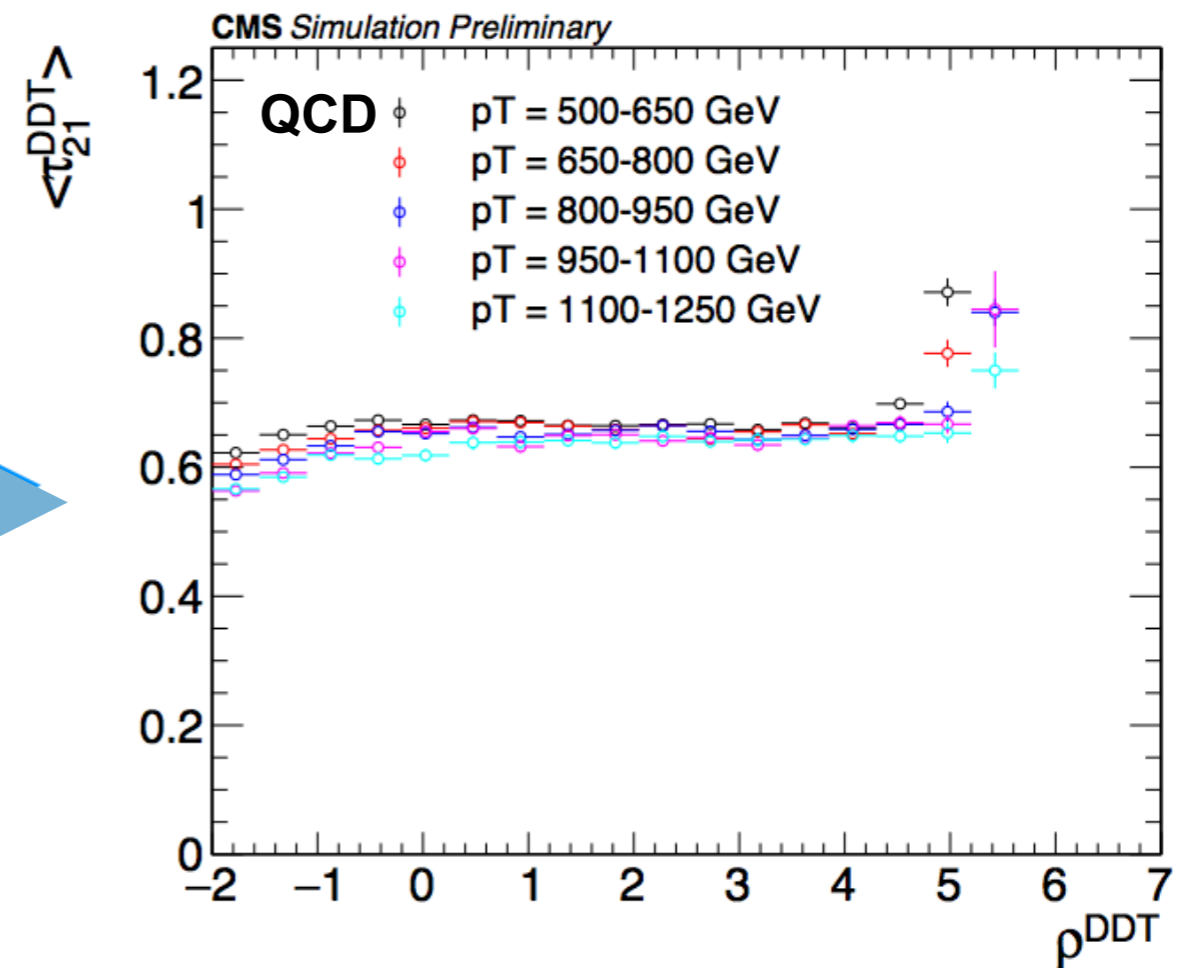 CMS Simulation Preliminary
<τ21DDT>
QCD
pT = 500-650 GeV
pT = 650-800 GeV
pT = 800-950 GeV
pT = 950-1100 GeV
pT = 1100-1250 GeV
1.2
1
0.8
0.6
0.4
0.2
0
−2 −1 0 1 2 3 4 5 6 7
ρDDT